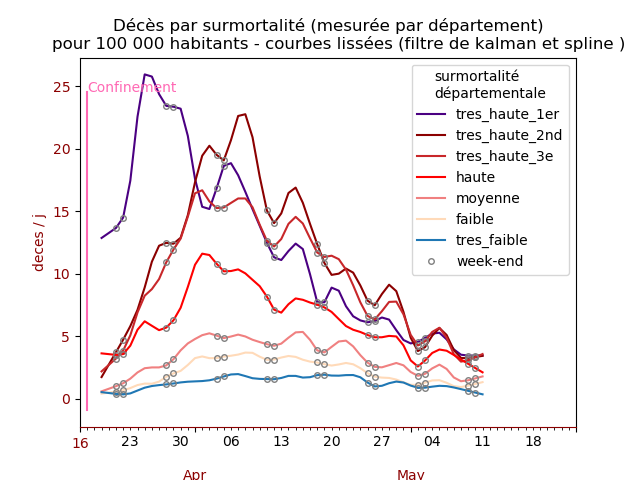 Décès par surmortalité (mesurée par département)
pour 100 000 habitants - courbes lissées (filtre de kalman et spline )
Confinement
surmortalité
départementale
tres_haute_1er
tres_haute_2nd
tres_haute_3e
haute
moyenne
faible
tres_faible
week-end
deces / j
25
20
15
10
5
0
16 23 30 06 13 20 27 04 11 18
Apr May